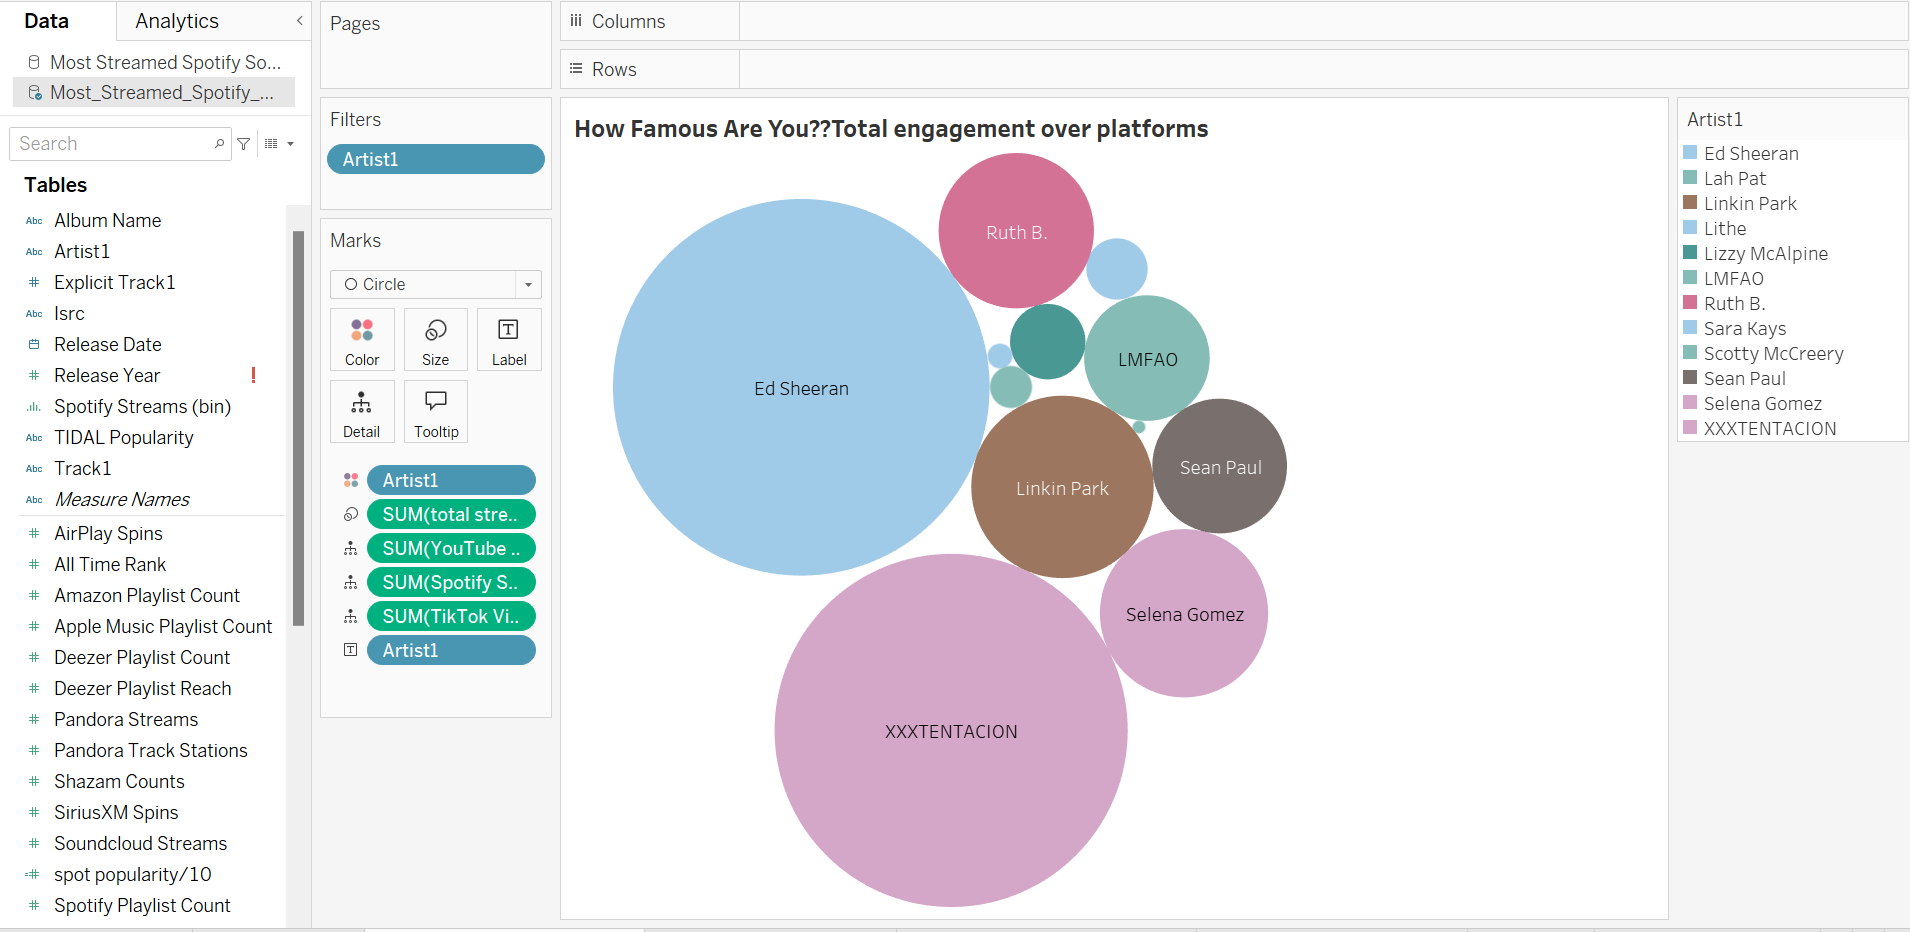 Data
Analytics
Most Streamed Spotify So...
Most_Streamed_Spotify_...
Search
Tables
Abc Album Name
Abc Artist1
# Explicit Track1
Abc Isrc
Release Date
# Release Year !
Spotify Streams (bin)
Abc TIDAL Popularity
Abc Track1
Abc Measure Names
# AirPlay Spins
# All Time Rank
# Amazon Playlist Count
# Apple Music Playlist Count
# Deezer Playlist Count
# Deezer Playlist Reach
# Pandora Streams
# Pandora Track Stations
# Shazam Counts
# SiriusXM Spins
# Soundcloud Streams
=# spot popularity/10
# Spotify Playlist Count
Pages
Filters
Artist1
Marks
Circle
Color
Size
T
Label
Detail
Tooltip
Artist1
SUM(total stre..
SUM(YouTube ..
SUM(Spotify S..
SUM(TikTok Vi..
T Artist1
Columns
Rows
How Famous Are You??Total engagement over platforms
Ruth B.
Ed Sheeran
LMFAO
Linkin Park
Sean Paul
Selena Gomez
XXXTENTACION
Artist1
Ed Sheeran
Lah Pat
Linkin Park
Lithe
Lizzy McAlpine
LMFAO
Ruth B.
Sara Kays
Scotty McCreery
Sean Paul
Selena Gomez
XXXTENTACION